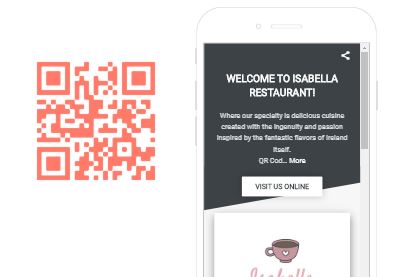 WELCOME TO ISABELLA
RESTAURANT!
Where our specialty is delicious cuisine
created with the ingenuity and passion
inspired by the fantastic flavors of Ireland
itself.
QR Cod... More
VISIT US ONLINE